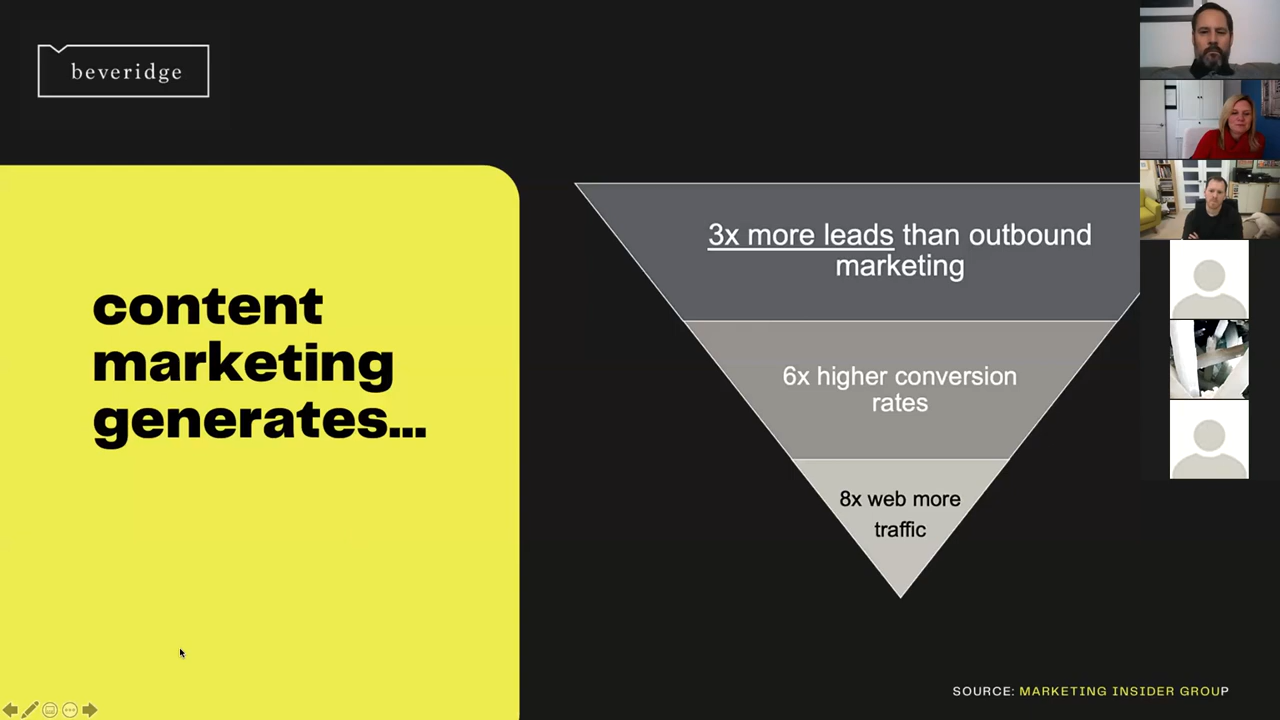 beveridge
content
marketing
generates...
3x more leads than outbound
marketing
6x higher conversion
rates
8x web more
traffic
SOURCE: MARKETING INSIDER GROUP